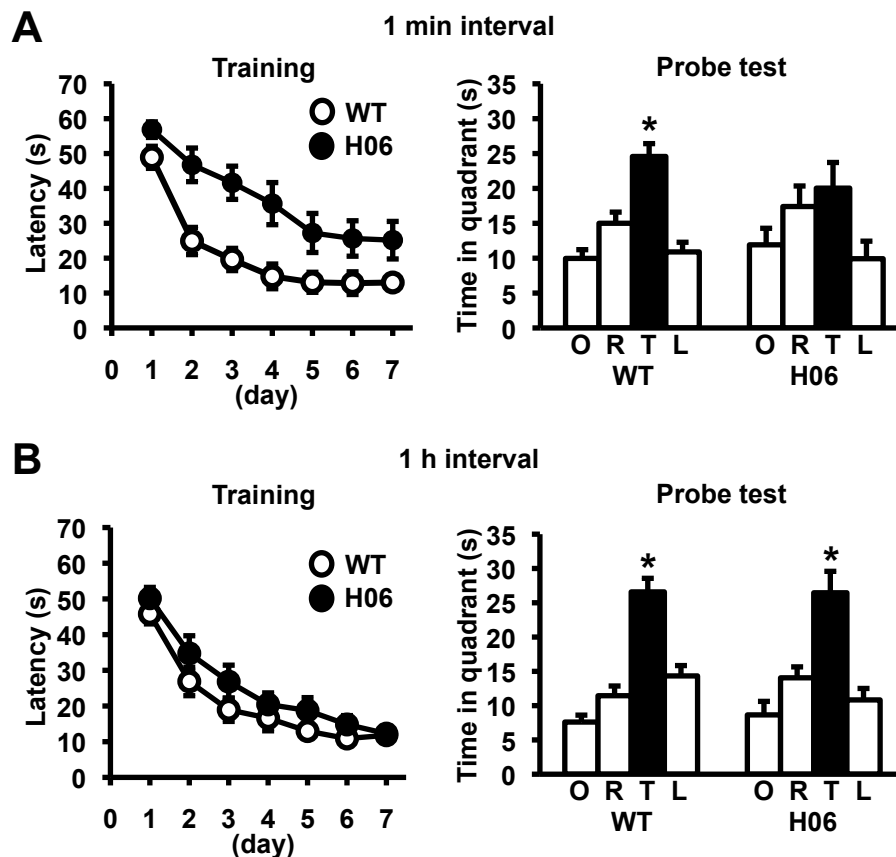 A
1 min interval
Training
Probe test
WT
H06
Latency (s)
70
60
50
40
30
20
10
0
0 1 2 3 4 5 6 7
(day)
Time in quadrant (s)
35
30
25
20
15
10
5
0
*
O R T L O R T L
WT H06
B
1 h interval
Training
Probe test
WT
H06
Latency (s)
70
60
50
40
30
20
10
0
0 1 2 3 4 5 6 7
(day)
Time in quadrant (s)
35
30
25
20
15
10
5
0
* *
O R T L O R T L
WT H06